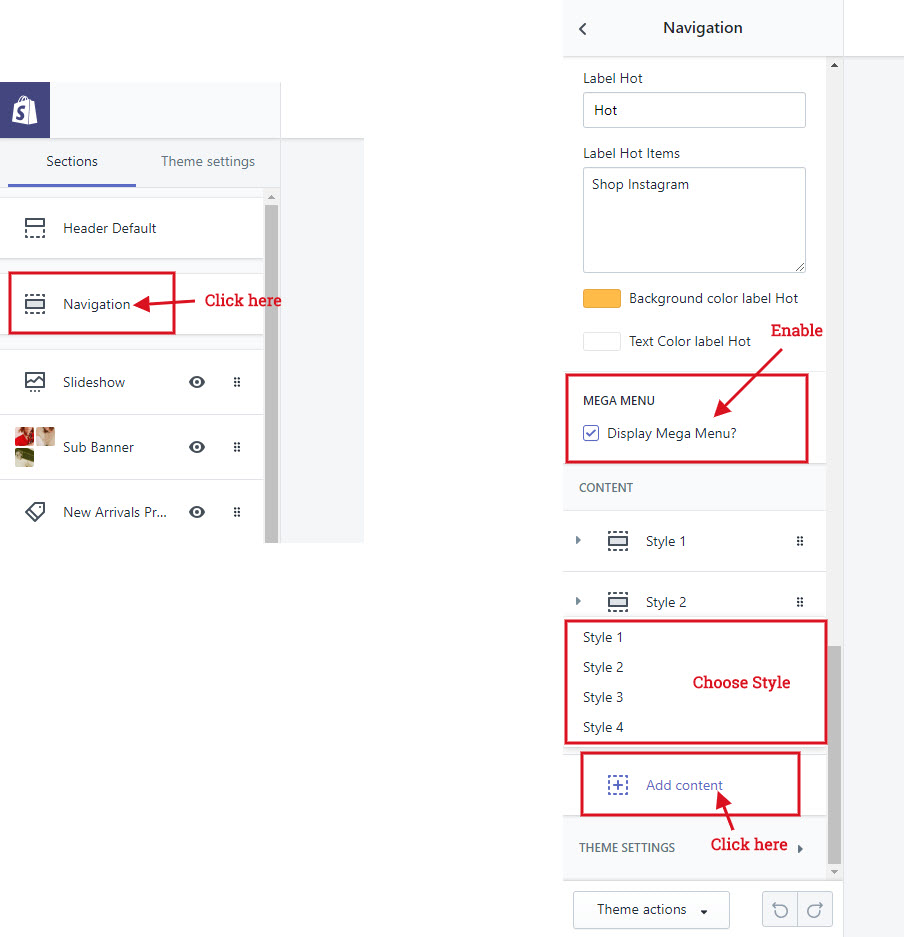 Sections
Theme settings
Header Default
Navigation
Click here
Slideshow
Sub Banner
New Arrivals Pr...
Navigation
Label Hot
Hot
Label Hot Items
Shop Instagram
Background color label Hot
Enable
Text Color label Hot
MEGA MENU
Display Mega Menu?
CONTENT
Style 1
Style 2
Style 1
Style 2
Choose Style
Style 3
Style 4
Add content
THEME SETTINGS
Click here
Theme actions